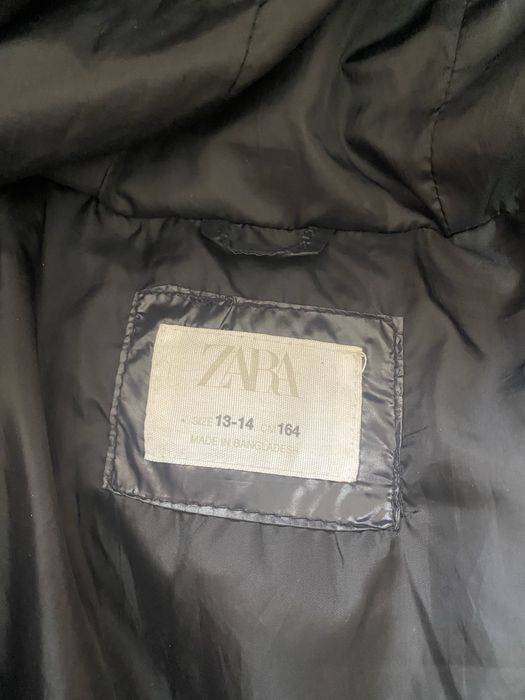 ZARA
SIZE 13-14 CM 164
MADE IN BANGLADESH